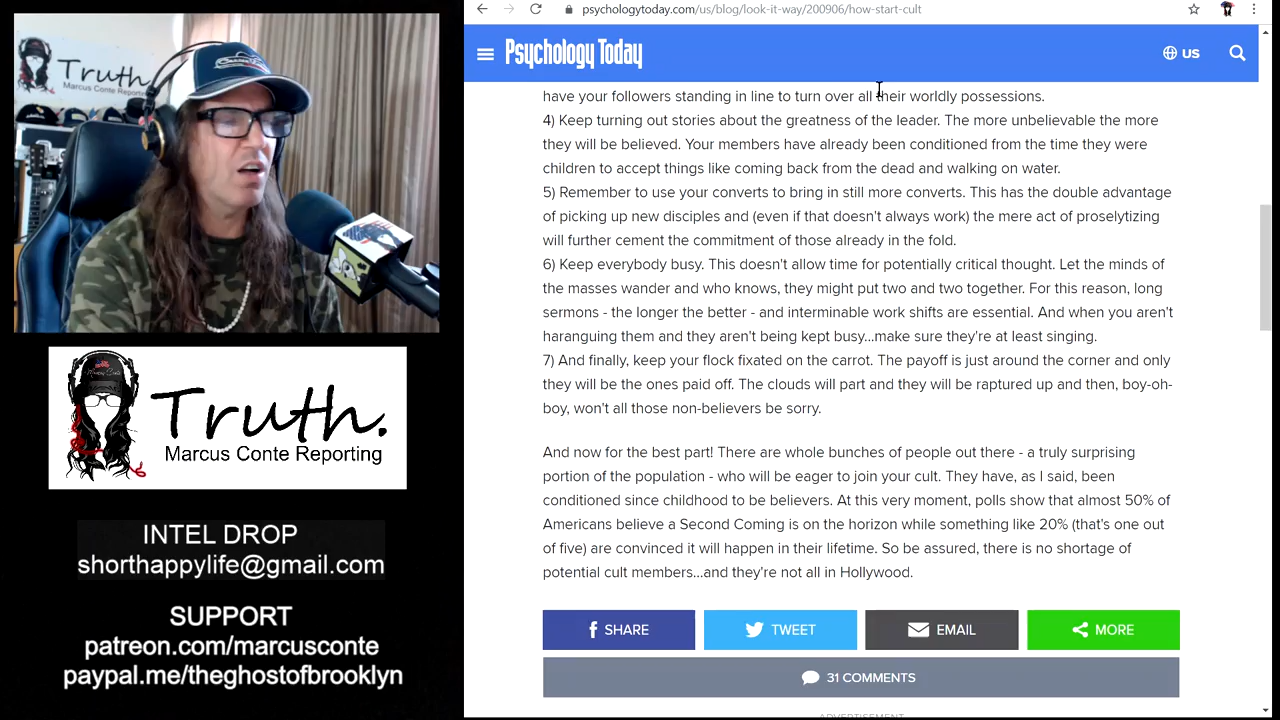 Truth.
Marcus Conte Reporting
Truth.
Marcus Conte Reporting
INTEL DROP
shorthappylife@gmail.com
SUPPORT
patreon.com/marcusconte
paypal.me/theghostofbrooklyn
psychologytoday.com/us/blog/look-it-way/200906/how-start-cult
Psychology Today
US
have your followers standing in line to turn over all their worldly possessions.
4) Keep turning out stories about the greatness of the leader. The more unbelievable the more
they will be believed. Your members have already been conditioned from the time they were
children to accept things like coming back from the dead and walking on water.
5) Remember to use your converts to bring in still more converts. This has the double advantage
of picking up new disciples and (even if that doesn't always work) the mere act of proselytizing
will further cement the commitment of those already in the fold.
6) Keep everybody busy. This doesn't allow time for potentially critical thought. Let the minds of
the masses wander and who knows, they might put two and two together. For this reason, long
sermons - the longer the better - and interminable work shifts are essential. And when you aren't
haranguing them and they aren't being kept busy...make sure they're at least singing.
7) And finally, keep your flock fixated on the carrot. The payoff is just around the corner and only
they will be the ones paid off. The clouds will part and they will be raptured up and then, boy-oh-
boy, won't all those non-believers be sorry.
And now for the best part! There are whole bunches of people out there - a truly surprising
portion of the population - who will be eager to join your cult. They have, as I said, been
conditioned since childhood to be believers. At this very moment, polls show that almost 50% of
Americans believe a Second Coming is on the horizon while something like 20% (that's one out
of five) are convinced it will happen in their lifetime. So be assured, there is no shortage of
potential cult members...and they're not all in Hollywood.
SHARE
TWEET
EMAIL
MORE
31 COMMENTS
ADVERTISEMENT